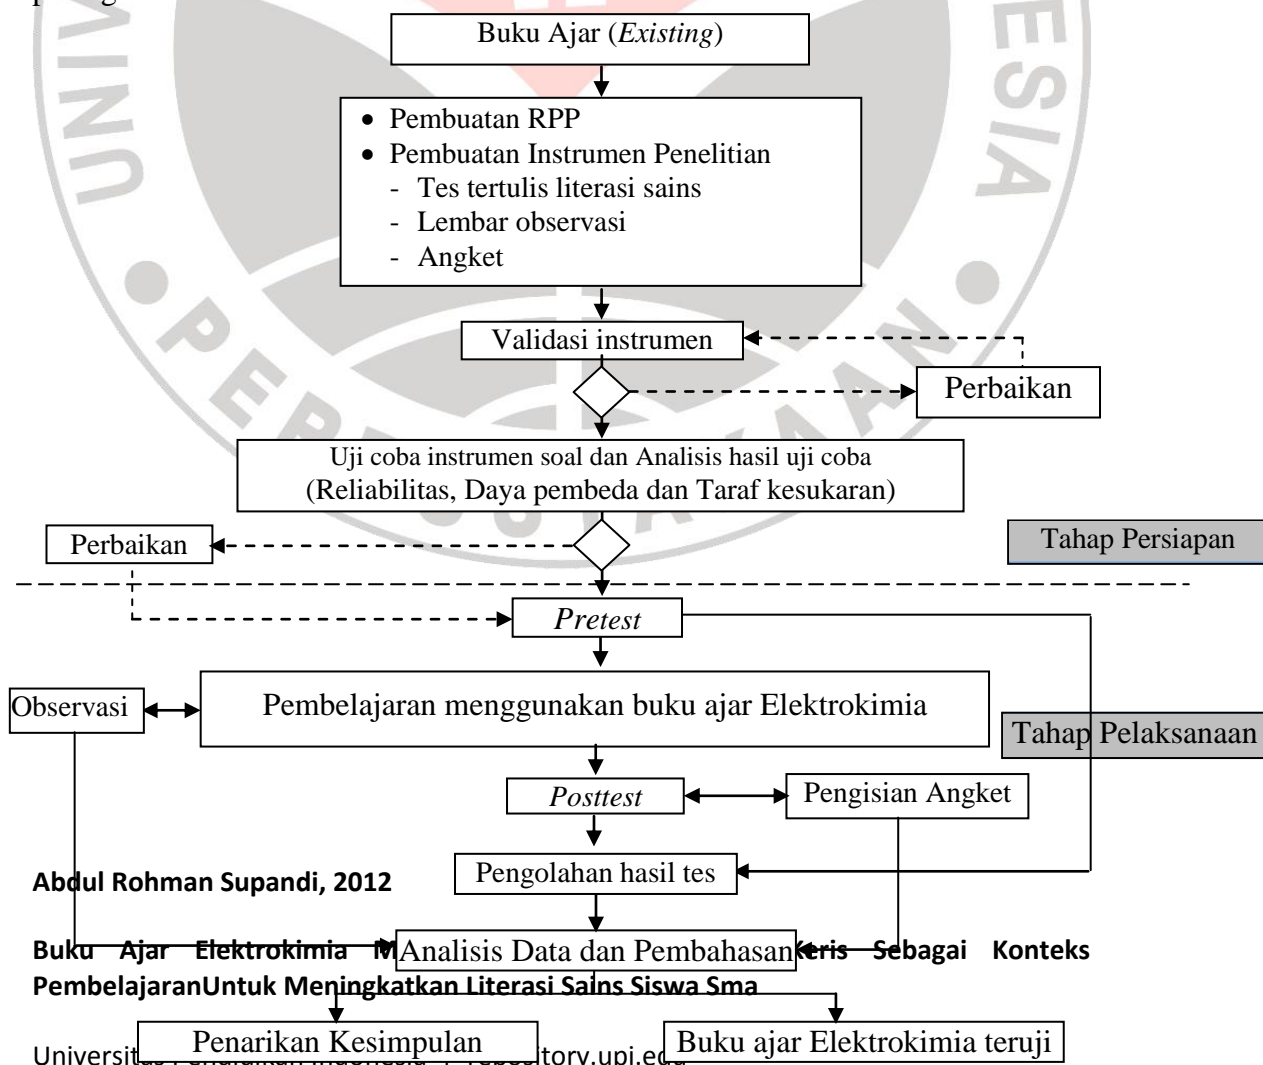 Buku Ajar (Existing)
• Pembuatan RPP
• Pembuatan Instrumen Penelitian
- Tes tertulis literasi sains
- Lembar observasi
- Angket
Validasi instrumen
Perbaikan
Uji coba instrumen soal dan Analisis hasil uji coba
(Reliabilitas, Daya pembeda dan Taraf kesukaran)
Perbaikan
Tahap Persiapan
Pretest
Observasi
Pembelajaran menggunakan buku ajar Elektrokimia
Tahap Pelaksanaan
Posttest
Pengisian Angket
Pengolahan hasil tes
Abdul Rohman Supandi, 2012
Analisis Data dan Pembahasan
Buku Ajar Elektrokimia Keris Sebagai Konteks
PembelajaranUntuk Meningkatkan Literasi Sains Siswa Sma
Penarikan Kesimpulan
Buku ajar Elektrokimia teruji